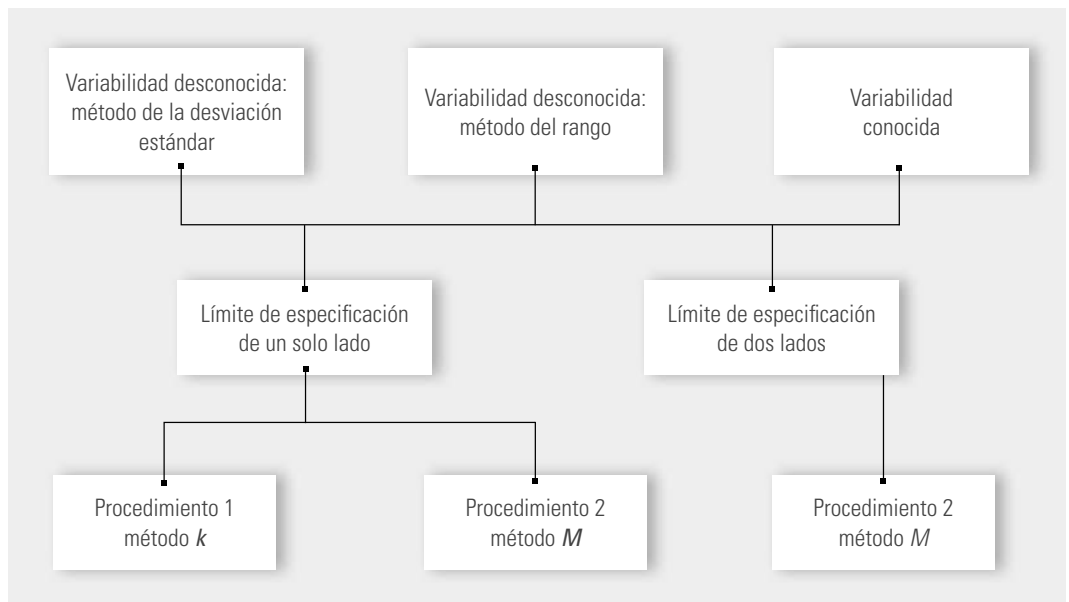 Variabilidad desconocida:
método de la desviación
estándar
Variabilidad desconocida:
método del rango
Variabilidad
conocida
Límite de especificación
de un solo lado
Límite de especificación
de dos lados
Procedimiento 1
método k
Procedimiento 2
método M
Procedimiento 2
método M